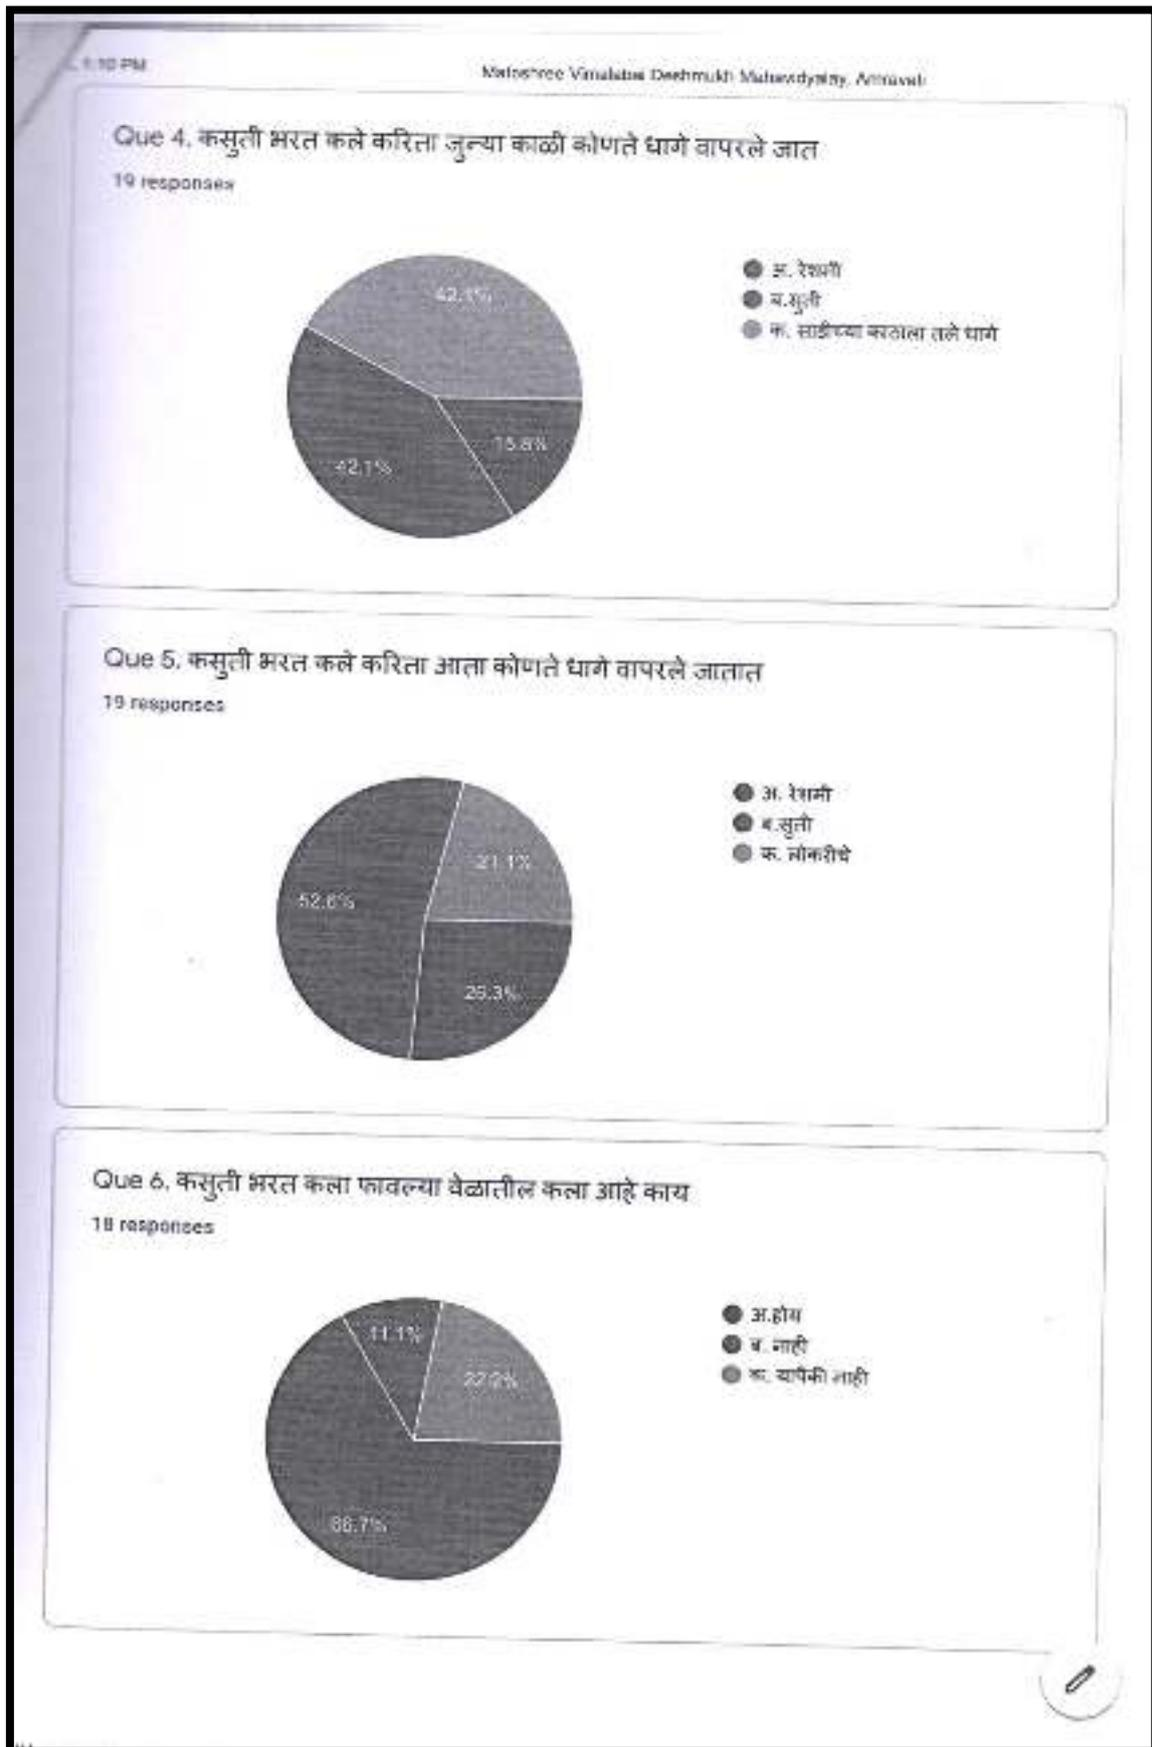 1:10 PM
Matoshree Vimalabai Deshmukh Mahavidyalay, Amravati
Que 4. कसुती भरत कले करिता जुन्या काळी कोणते धागे वापरले जात
19 responses
42.1%
15.8%
42.1%
अ. रेशमी
ब.सुती
क. साडीच्या काठाला तले धागे
Que 5. कसुती भरत कले करिता आता कोणते धागे वापरले जातात
19 responses
21.1%
52.6%
26.3%
अ. रेशमी
ब.सुती
क. लोकरीचे
Que 6. कसुती भरत कला फावल्या वेळातील कला आहे काय
18 responses
11.1%
22.2%
66.7%
अ.होय
ब. नाही
क. यापैकी नाही